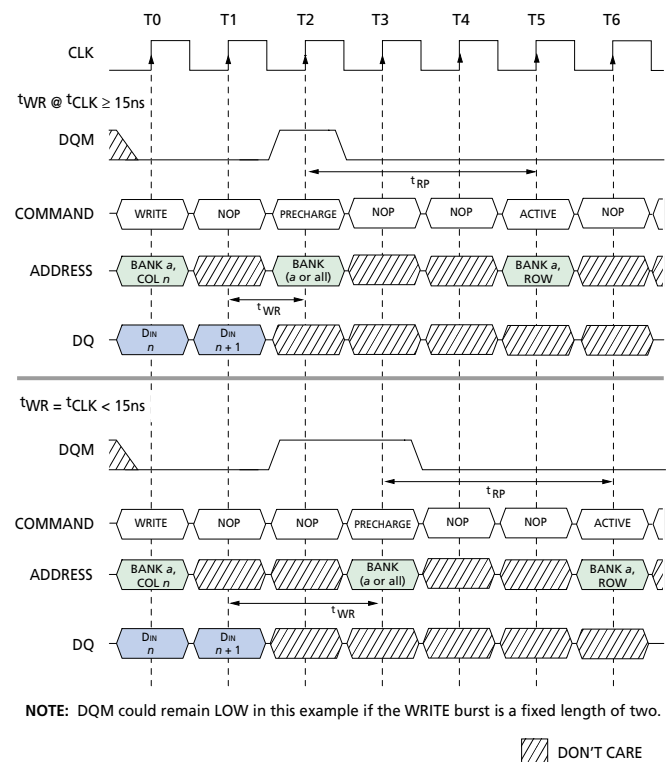 T0 T1 T2 T3 T4 T5 T6
CLK
tWR @ tCLK ≥ 15ns
DQM
tRP
COMMAND WRITE NOP PRECHARGE NOP NOP ACTIVE NOP
ADDRESS BANK a, COL n BANK (a or all) BANK a, ROW
tWR
DQ DIN n DIN n + 1
tWR = tCLK < 15ns
DQM
tRP
COMMAND WRITE NOP NOP PRECHARGE NOP NOP ACTIVE
ADDRESS BANK a, COL n BANK (a or all) BANK a, ROW
tWR
DQ DIN n DIN n + 1
NOTE: DQM could remain LOW in this example if the WRITE burst is a fixed length of two.
DON'T CARE